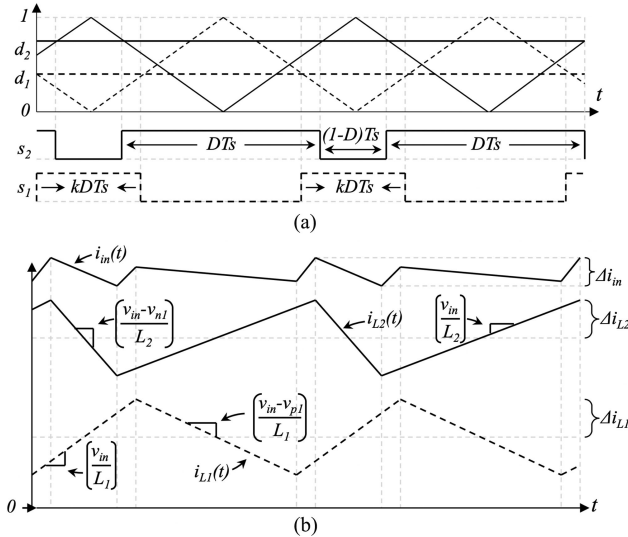 (a)
1
d2
d1
0
t
s2
DTs
(1-D)Ts
DTs
s1
kDTs
kDTs
(a)
iin(t)
Δiin
(vin-vn1 / L2)
iL2(t)
(vin / L2)
ΔiL2
(vin-vp1 / L1)
ΔiL1
(vin / L1)
iL1(t)
0
t
(b)